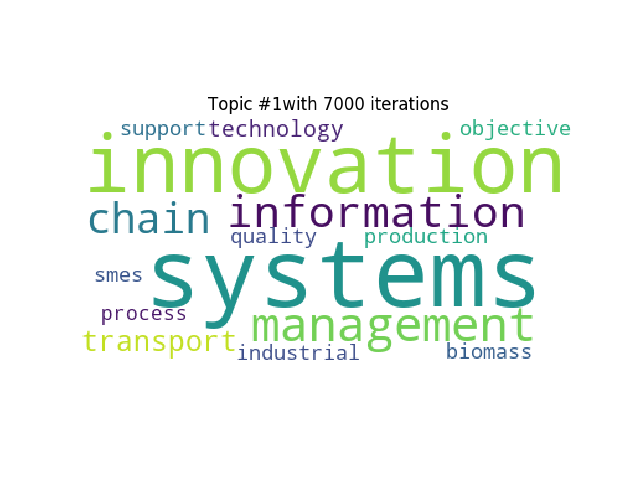 Topic #1with 7000 iterations
support technology objective
innovation
chain information
quality production
smes systems
process management
transport industrial biomass